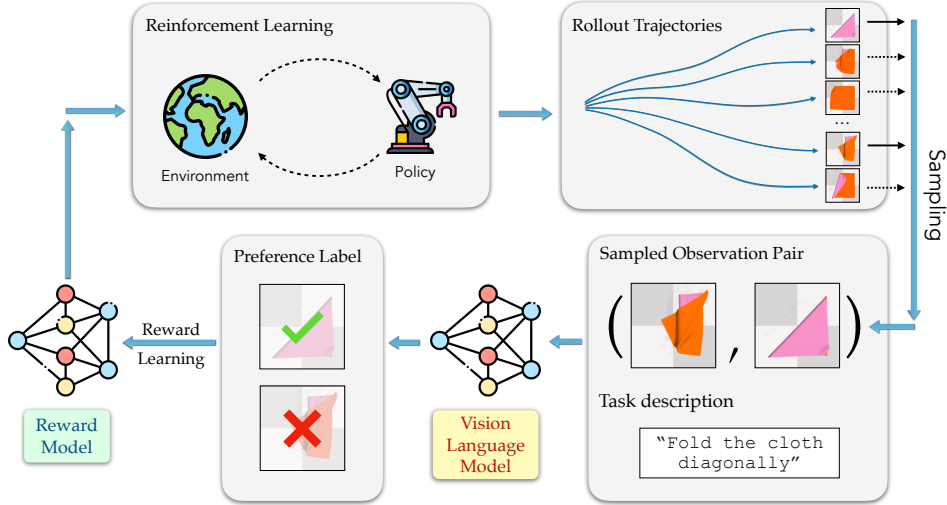 Reinforcement Learning
Environment
Policy
Rollout Trajectories
...
Sampling
Sampled Observation Pair
( , )
Task description
“Fold the cloth
diagonally”
Vision
Language
Model
Preference Label
Reward
Learning
Reward
Model